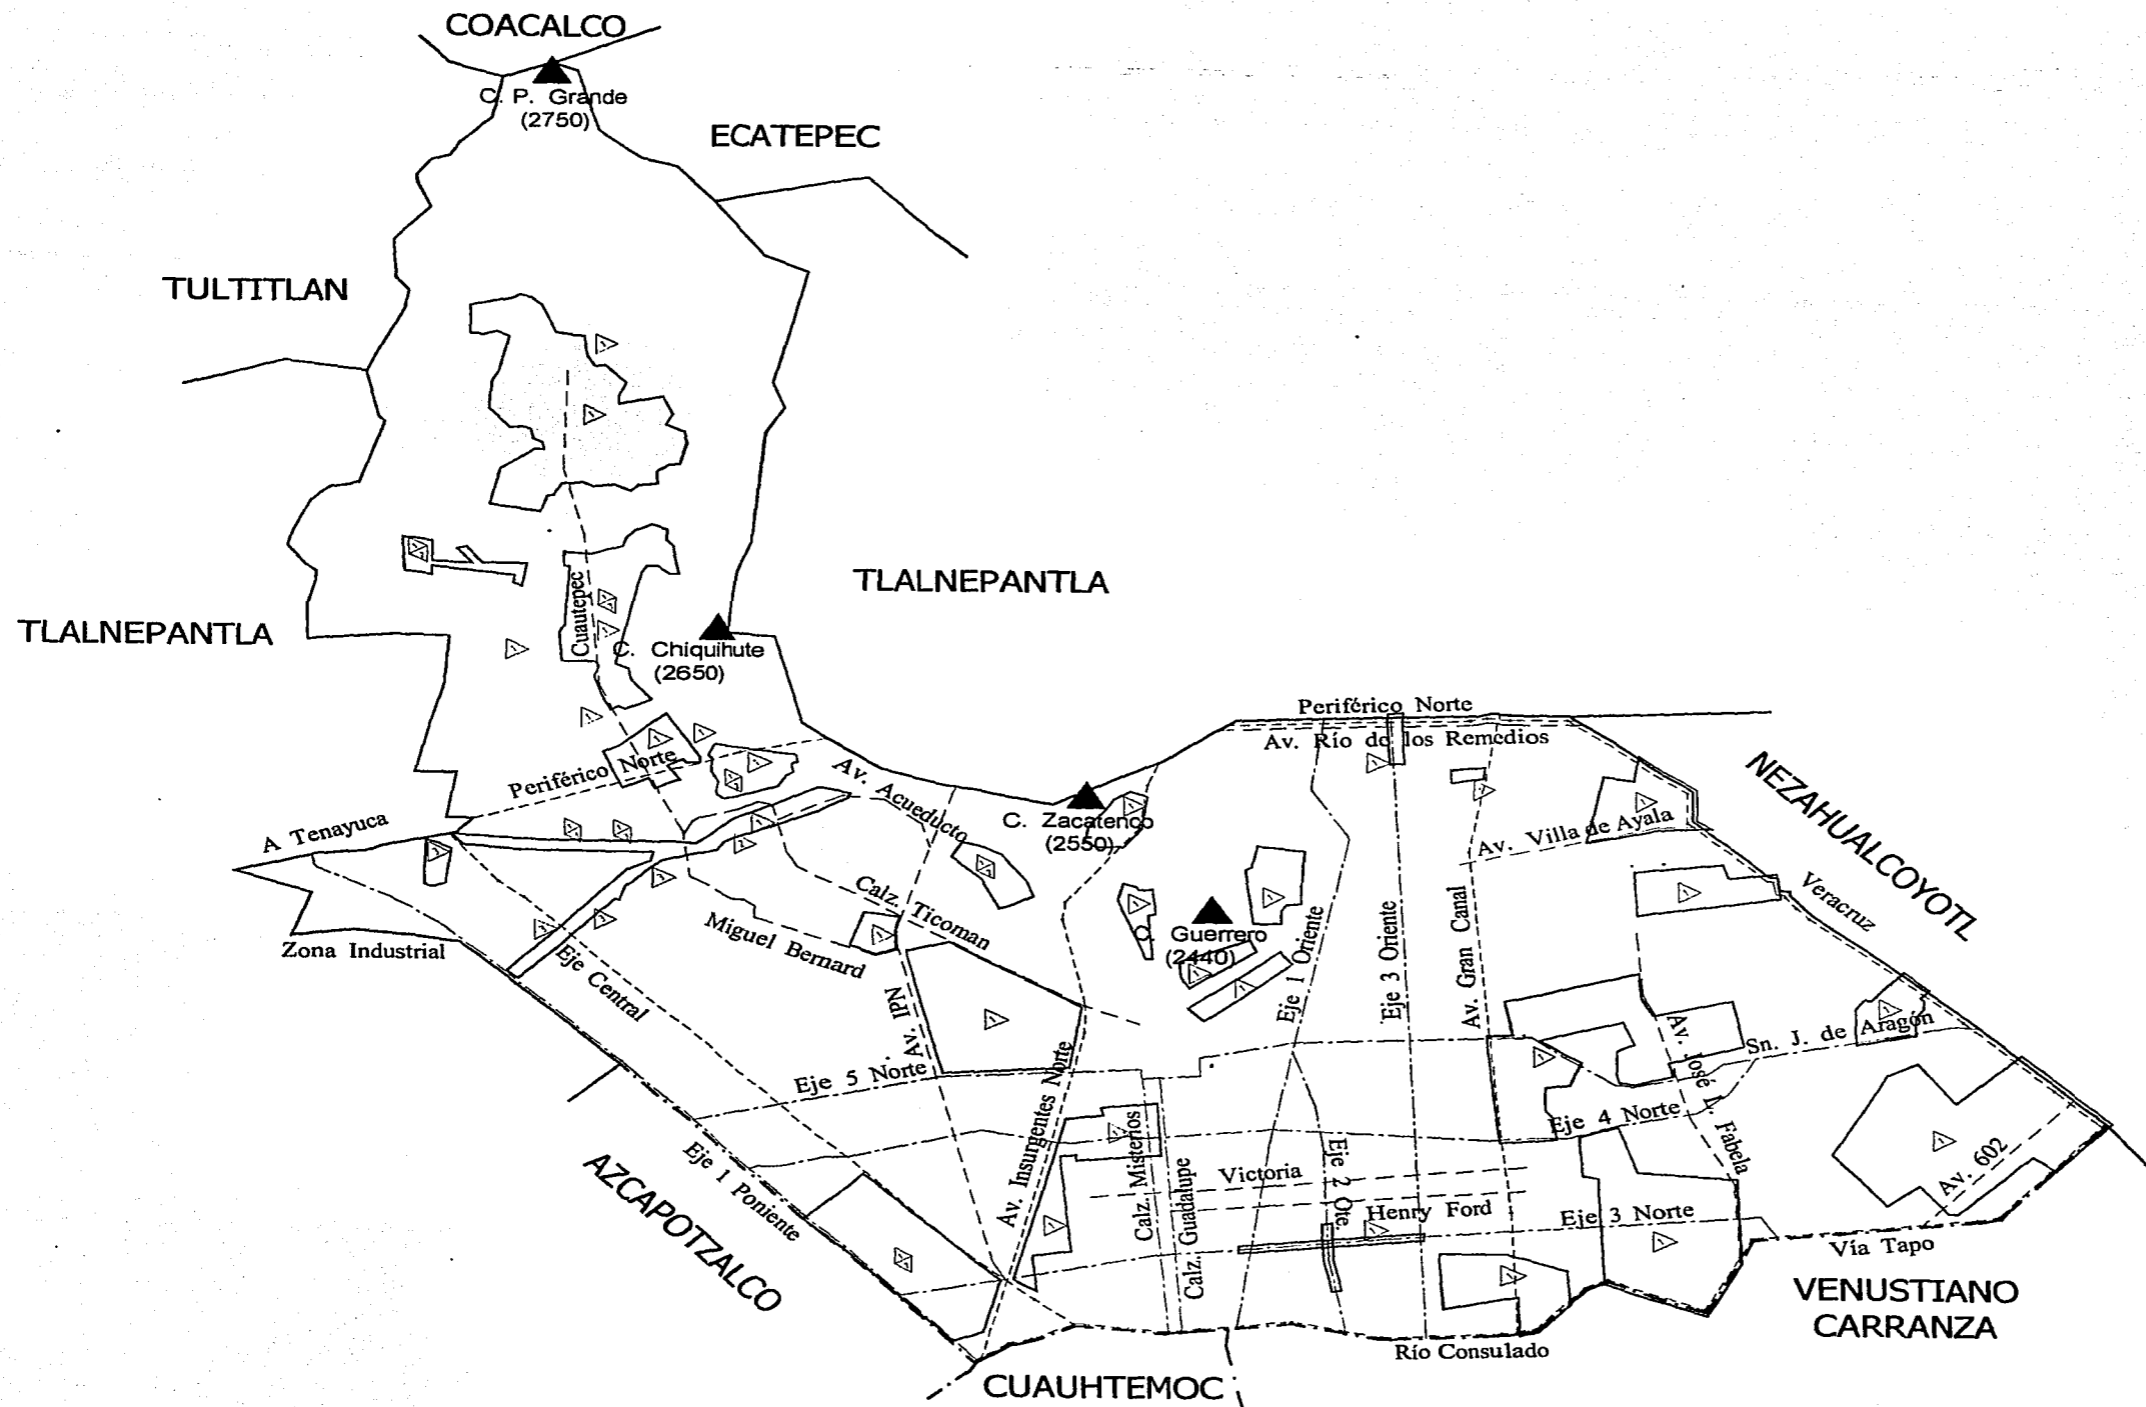 COACALCO
C. P. Grande
(2750)
ECATEPEC
TULTITLAN
TLALNEPANTLA
TLALNEPANTLA
Cuautepec
C. Chiquihute
(2650)
Periférico Norte
Av. Río de los Remedios
Periférico Norte
Av. Acueducto
NEZAHUALCOYOTL
A Tenayuca
C. Zacatenco
(2550)
Av. Villa de Ayala
Calz. Ticoman
Veracruz
Miguel Bernard
Zona Industrial
C. Guerrero
(2440)
Eje Central
Av. IPN
Eje 1 Oriente
Eje 3 Oriente
Av. Gran Canal
Sn. J. de Aragón
Av. José L. Fabela
Eje 5 Norte
Av. Insurgentes Norte
Eje 4 Norte
Eje 1 Poniente
Calz. Misterios
Calz. Guadalupe
Victoria
Eje 2 Ote.
Henry Ford
Eje 3 Norte
Av. 602
Vía Tapo
AZCAPOTZALCO
VENUSTIANO
CARRANZA
Río Consulado
CUAUHTEMOC